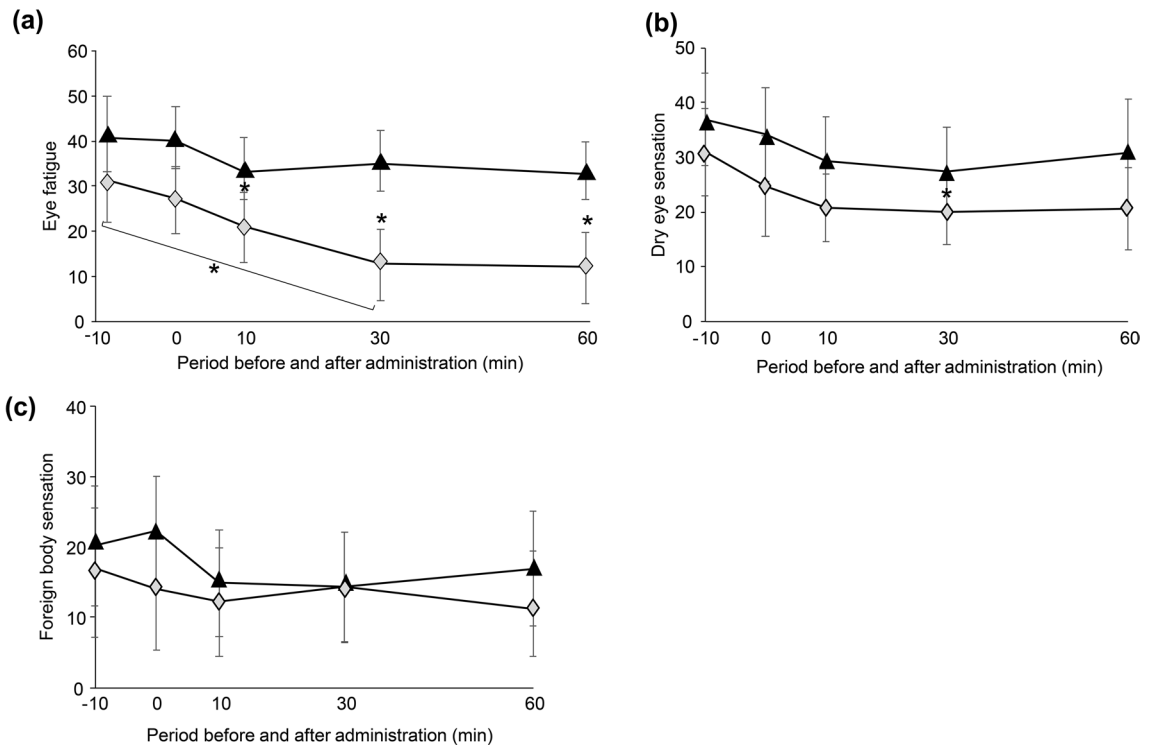 (a)
60
50
40
30
20
10
0
Eye fatigue
*
*
*
*
-10 0 10 30 60
Period before and after administration (min)
(b)
50
40
30
20
10
0
Dry eye sensation
*
-10 0 10 30 60
Period before and after administration (min)
(c)
40
30
20
10
0
Foreign body sensation
-10 0 10 30 60
Period before and after administration (min)